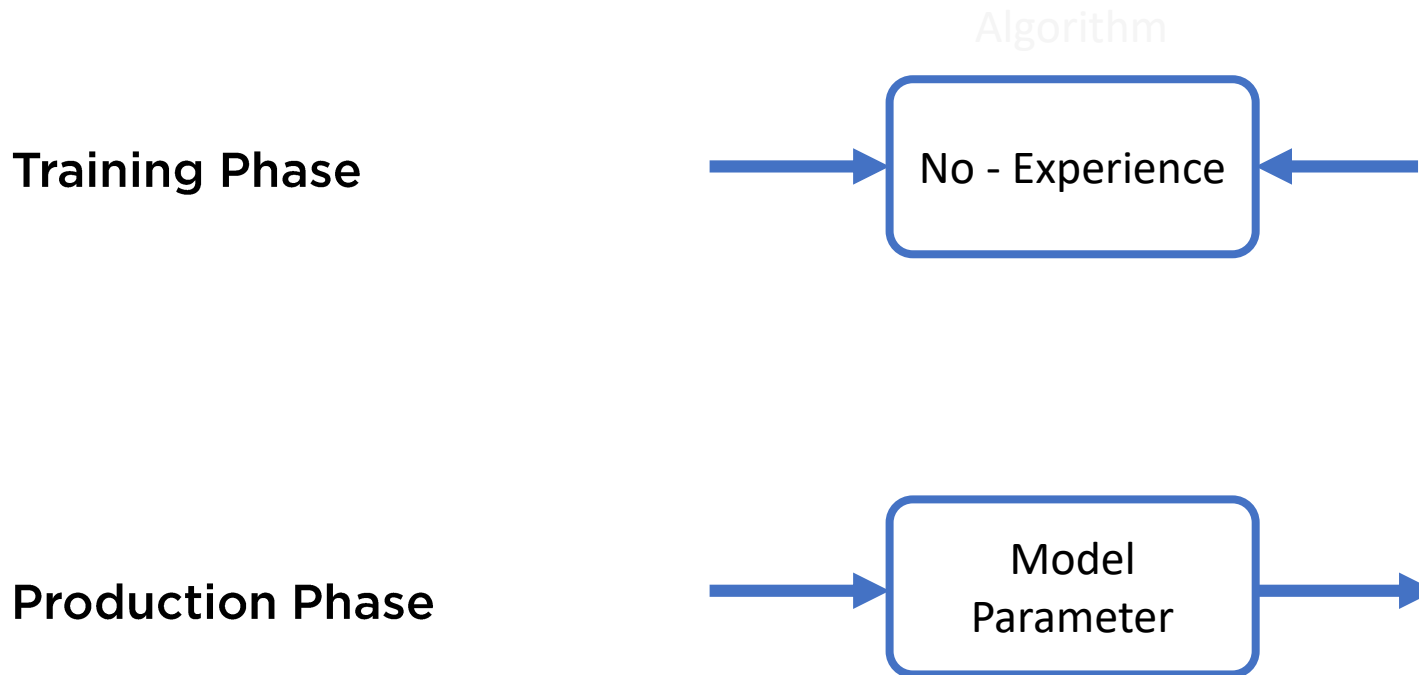 Algorithm
Training Phase
No - Experience
Model
Parameter
Production Phase